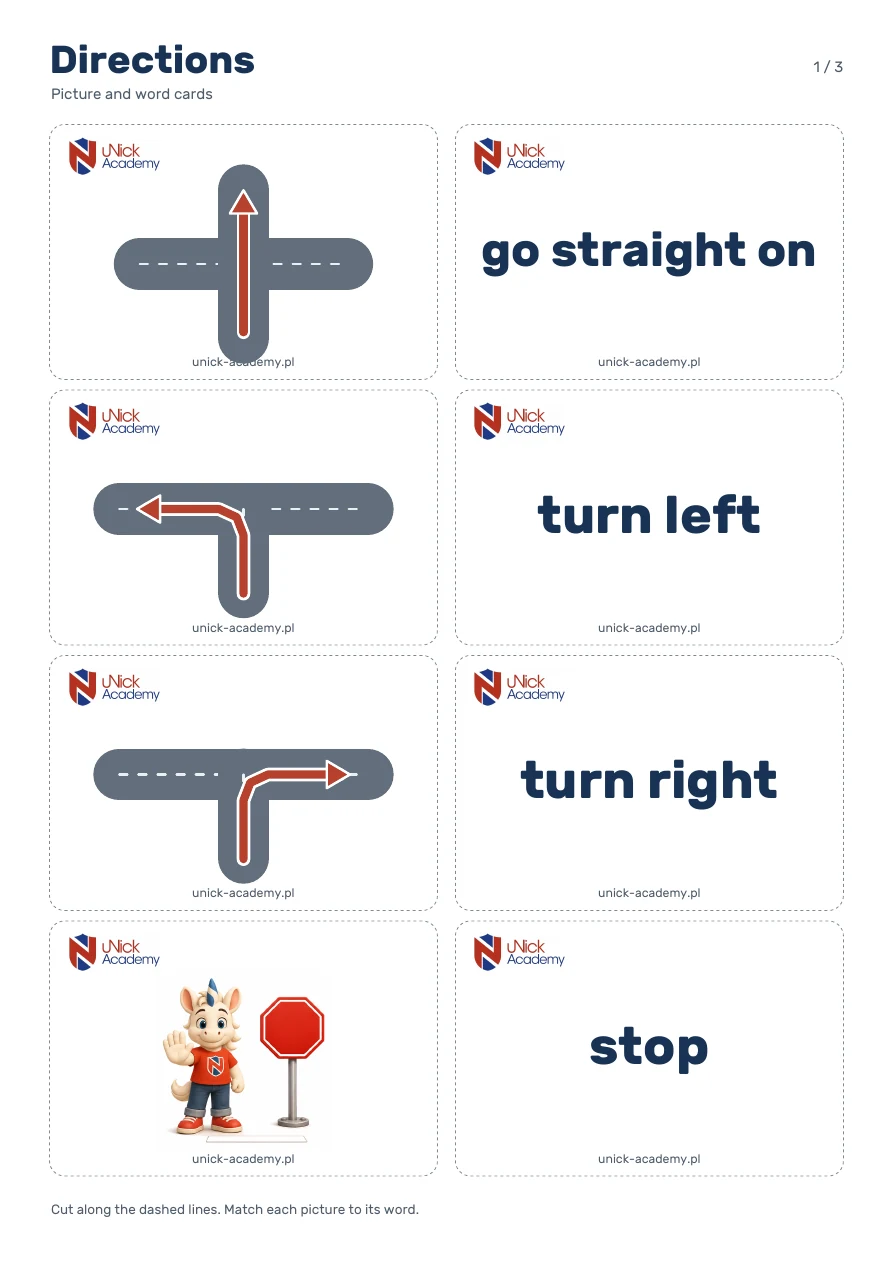 Directions
1 / 3
Picture and word cards
uNick
Academy
unick-academy.pl
uNick
Academy
go straight on
unick-academy.pl
uNick
Academy
unick-academy.pl
uNick
Academy
turn left
unick-academy.pl
uNick
Academy
unick-academy.pl
uNick
Academy
turn right
unick-academy.pl
uNick
Academy
unick-academy.pl
uNick
Academy
stop
unick-academy.pl
Cut along the dashed lines. Match each picture to its word.